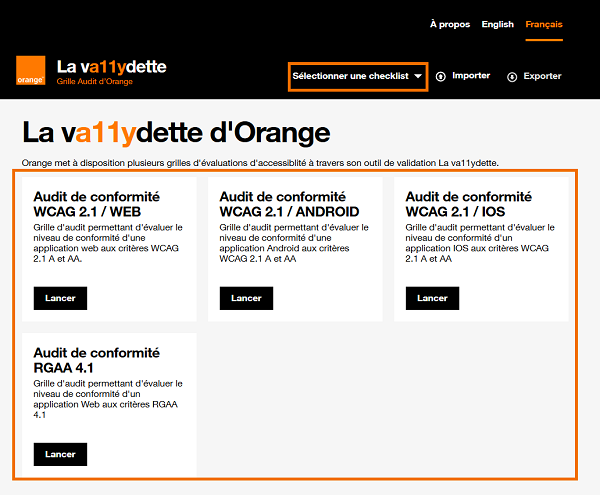 À propos English Français
orange
La va11ydette
Grille Audit d'Orange
Sélectionner une checklist Importer Exporter
La va11ydette d'Orange
Orange met à disposition plusieurs grilles d'évaluations d'accessiblité à travers son outil de validation La va11ydette.
Audit de conformité
WCAG 2.1 / WEB
Grille d'audit permettant d'évaluer le
niveau de conformité d'une
application web aux critères WCAG
2.1 A et AA.
Lancer
Audit de conformité
WCAG 2.1 / ANDROID
Grille d'audit permettant d'évaluer le
niveau de conformité d'une
application Android aux critères
WCAG 2.1 A et AA
Lancer
Audit de conformité
WCAG 2.1 / IOS
Grille d'audit permettant d'évaluer le
niveau de conformité d'un
application IOS aux critères WCAG
2.1 A et AA
Lancer
Audit de conformité
RGAA 4.1
Grille d'audit permettant d'évaluer le
niveau de conformité d'un
application Web aux critères RGAA
4.1
Lancer